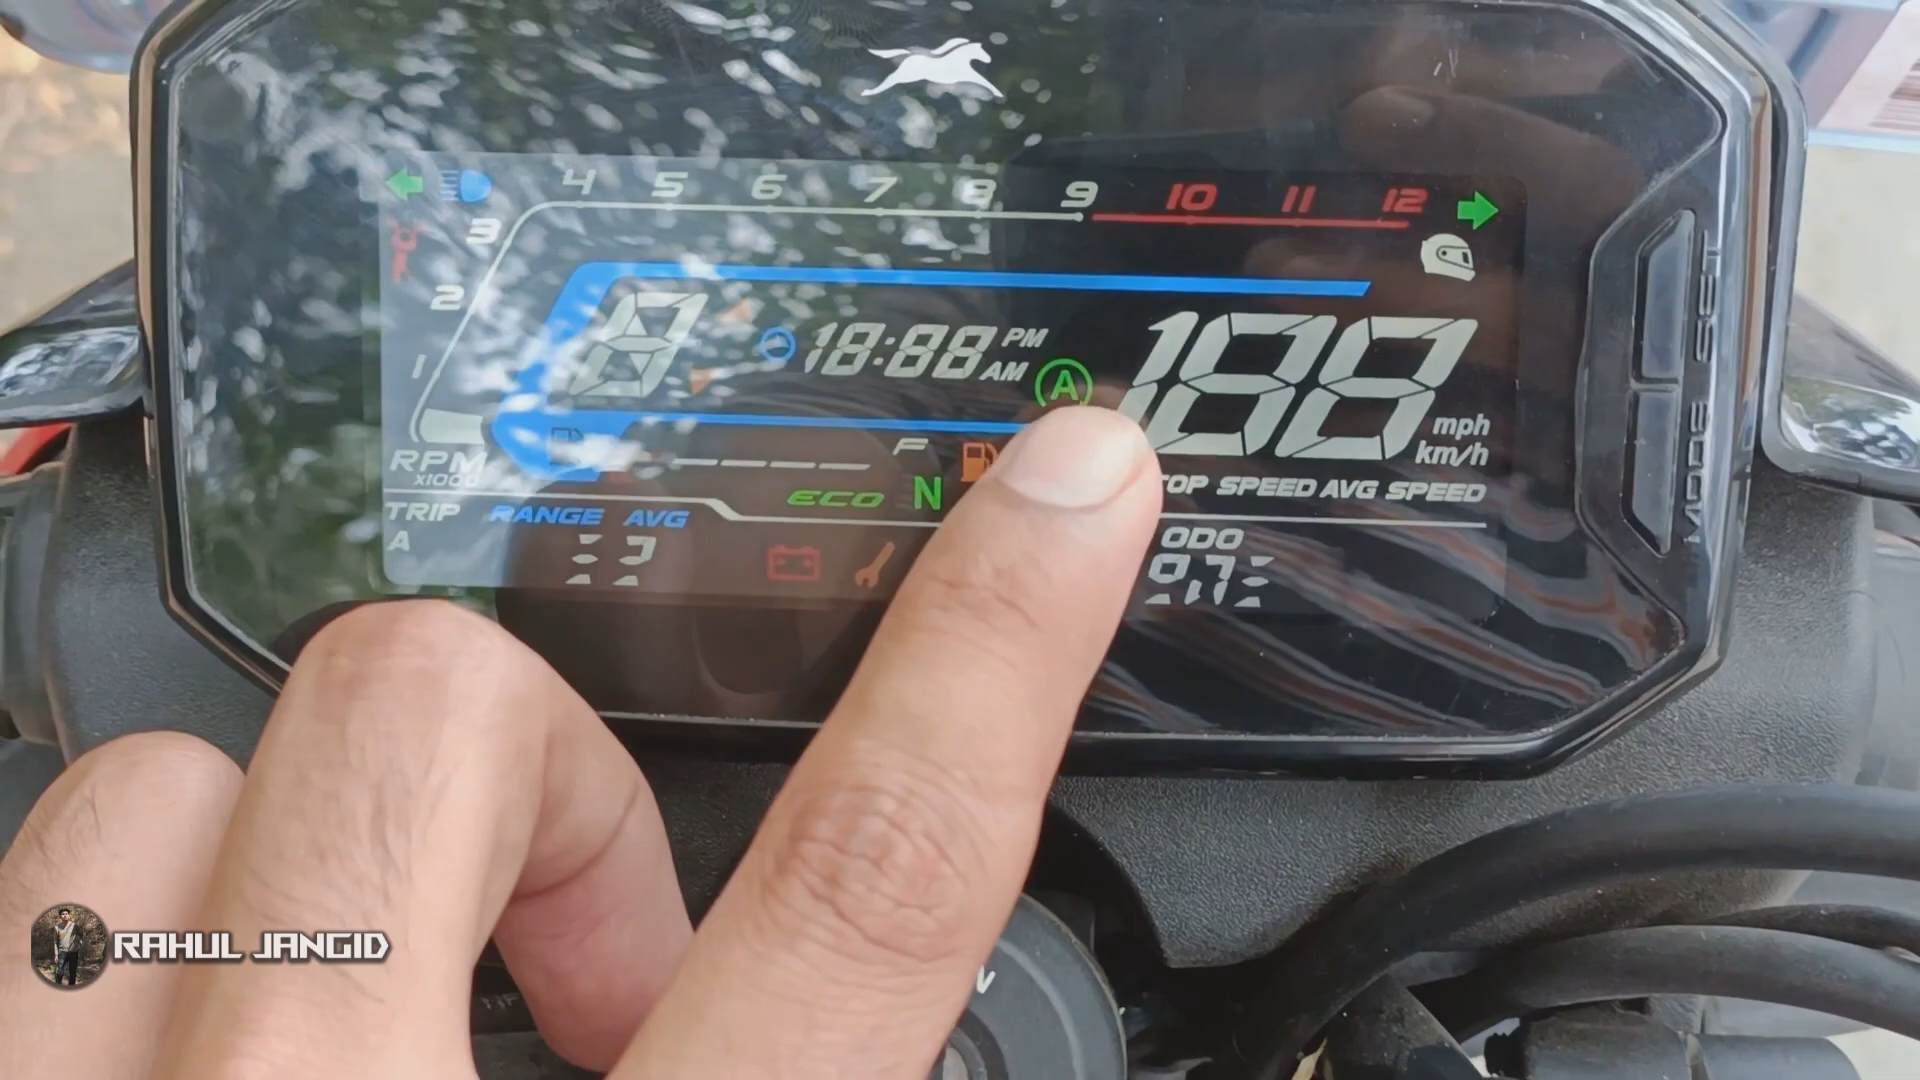 4 5 6 7 8 9 10 11 12
3
2
1
8 18:88 PM
AM
A
188
mph
km/h
RPM
X1000
F
ECO N
TOP SPEED AVG SPEED
TRIP RANGE AVG
A
ODO
MODE SET
N
RAHUL JANGID